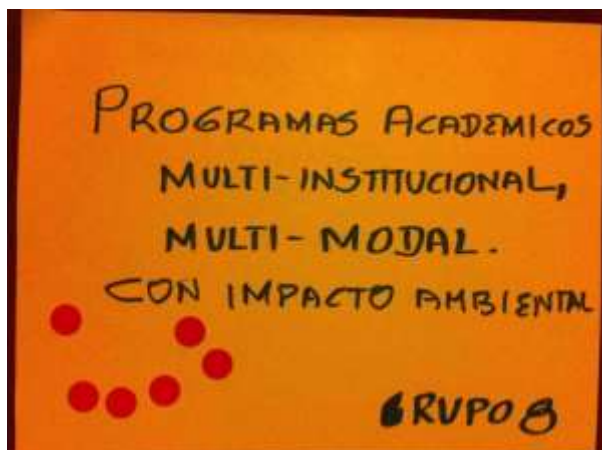 PROGRAMAS ACADEMICOS
MULTI-INSTITUCIONAL,
MULTI-MODAL.
CON IMPACTO AMBIENTAL
GRUPO 8